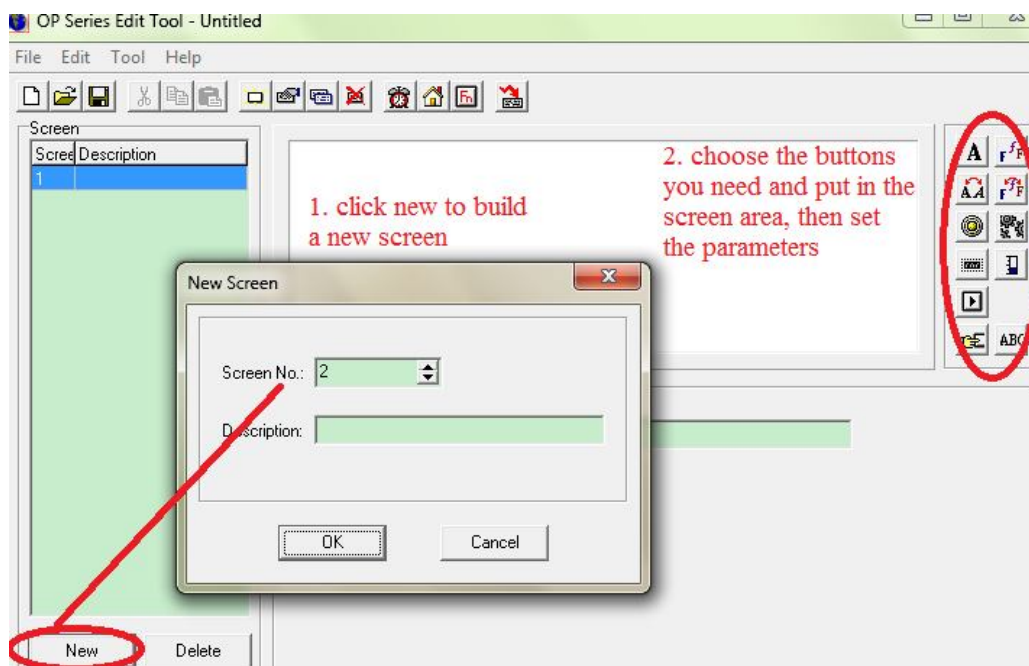 OP Series Edit Tool - Untitled
File Edit Tool Help
Fn
Screen
Scree Description
1
1. click new to build
a new screen
2. choose the buttons
you need and put in the
screen area, then set
the parameters
A F f F
A A F F
ABC
New Screen
Screen No.: 2
Description:
OK Cancel
New Delete